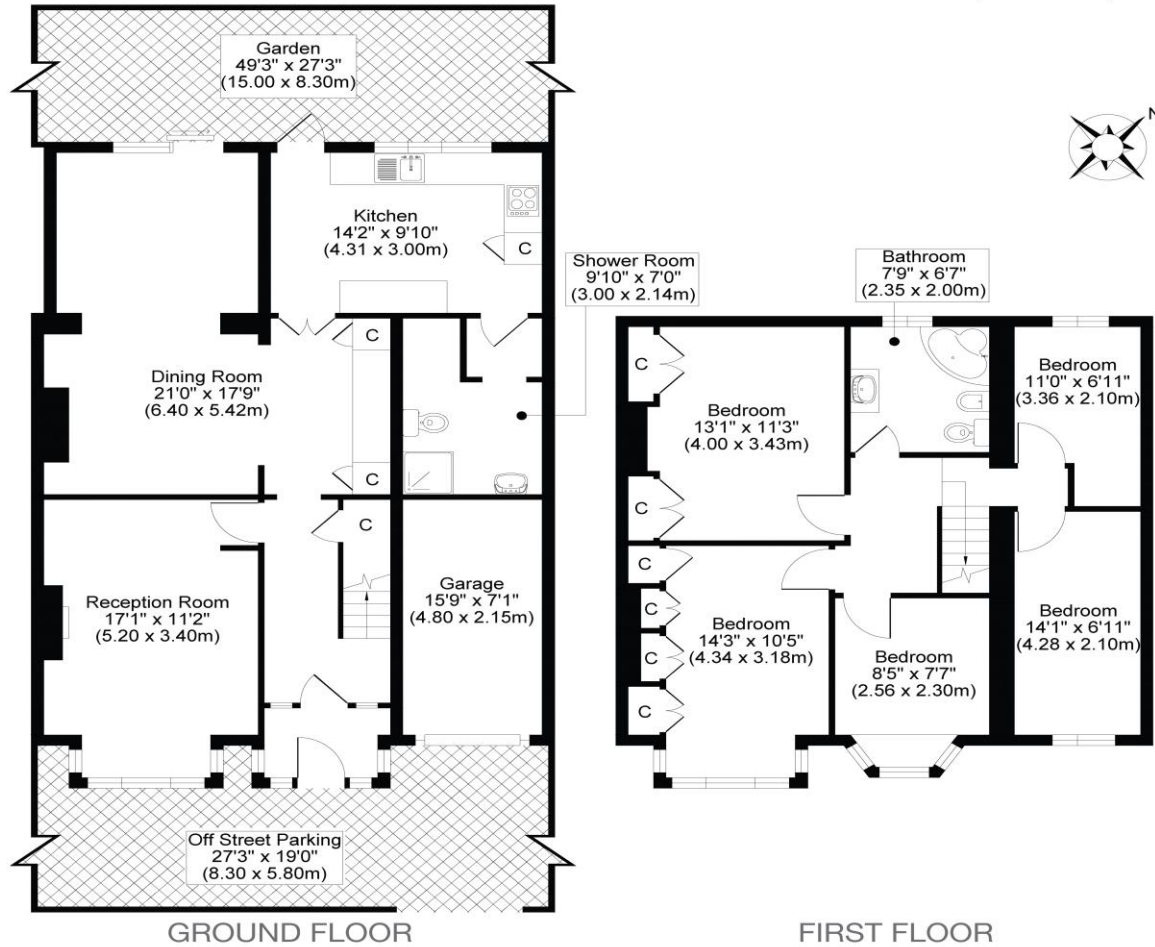 Garden
49'3" x 27'3"
(15.00 x 8.30m)
N
Kitchen
14'2" x 9'10"
(4.31 x 3.00m)
C
Shower Room
9'10" x 7'0"
(3.00 x 2.14m)
C
Dining Room
21'0" x 17'9"
(6.40 x 5.42m)
C
C
Reception Room
17'1" x 11'2"
(5.20 x 3.40m)
Garage
15'9" x 7'1"
(4.80 x 2.15m)
Off Street Parking
27'3" x 19'0"
(8.30 x 5.80m)
GROUND FLOOR
Bathroom
7'9" x 6'7"
(2.35 x 2.00m)
C
Bedroom
13'1" x 11'3"
(4.00 x 3.43m)
C
Bedroom
11'0" x 6'11"
(3.36 x 2.10m)
C
C
C
C
Bedroom
14'3" x 10'5"
(4.34 x 3.18m)
Bedroom
8'5" x 7'7"
(2.56 x 2.30m)
Bedroom
14'1" x 6'11"
(4.28 x 2.10m)
FIRST FLOOR